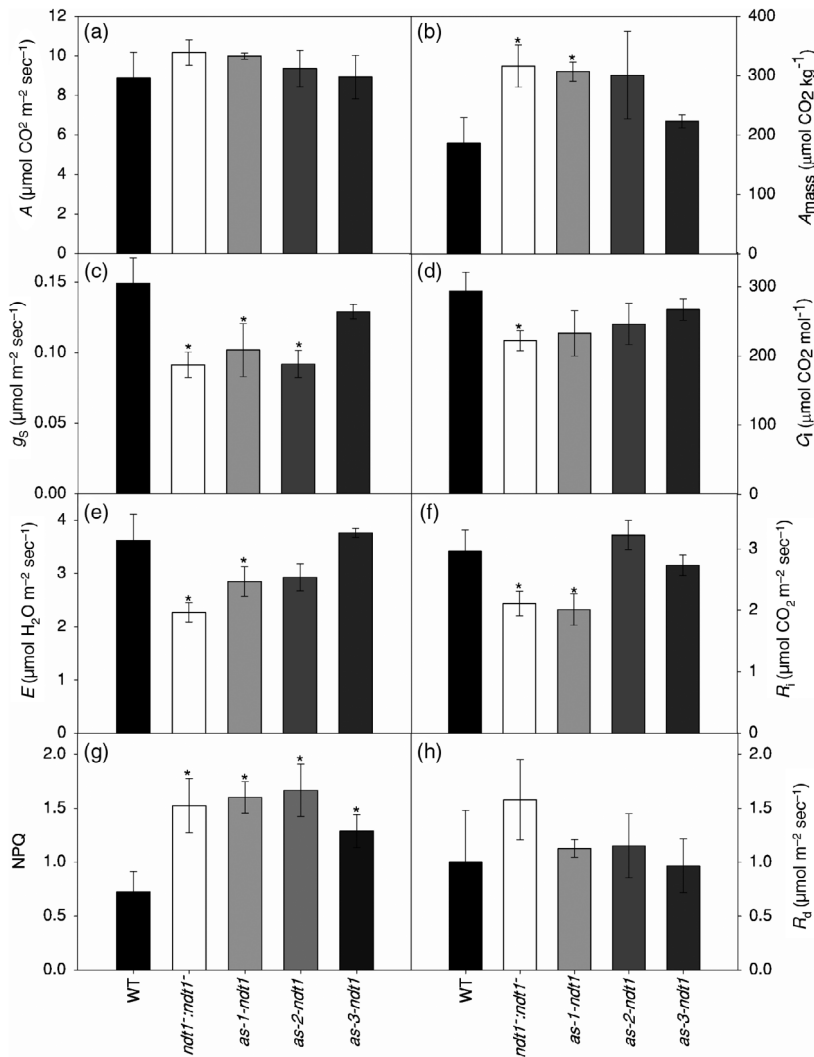 (a)
12
10
8
6
4
2
0
A (μmol CO² m⁻² sec⁻¹)
(b)
* *
400
300
200
100
0
Amass (μmol CO2 kg⁻¹)
(c)
* * *
0.15
0.10
0.05
0.00
gs (μmol m⁻² sec⁻¹)
(d)
*
300
200
100
0
Ci (μmol CO2 mol⁻¹)
(e)
* *
4
3
2
1
0
E (μmol H₂O m⁻² sec⁻¹)
(f)
* *
3
2
1
0
Ri (μmol CO₂ m⁻² sec⁻¹)
(g)
* * * *
2.0
1.5
1.0
0.5
0.0
NPQ
(h)
2.0
1.5
1.0
0.5
0.0
Rd (μmol m⁻² sec⁻¹)
WT
ndt1⁻:ndt1⁻
as-1-ndt1
as-2-ndt1
as-3-ndt1
WT
ndt1⁻:ndt1⁻
as-1-ndt1
as-2-ndt1
as-3-ndt1